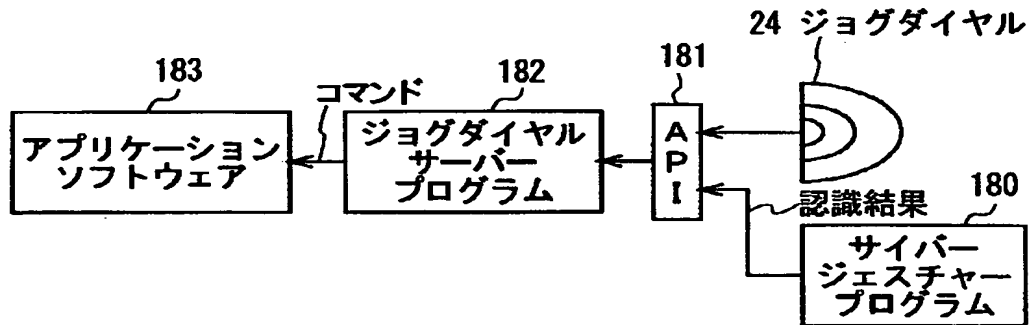 24 ジョグダイヤル
183
コマンド
182
181
アプリケーション
ソフトウェア
ジョグダイヤル
サーバー
プログラム
API
認識結果
180
サイバー
ジェスチャー
プログラム